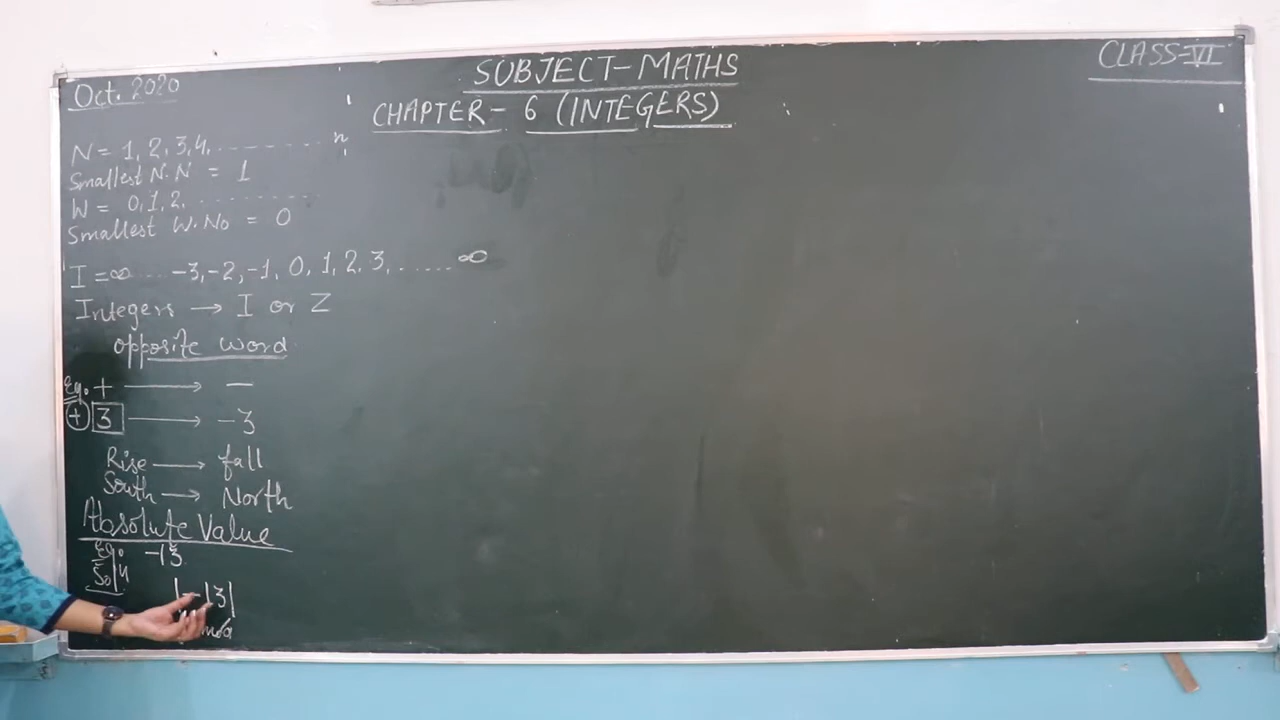 Oct. 2020
SUBJECT-MATHS
CLASS-VI
CHAPTER- 6 (INTEGERS)
N = 1, 2, 3, 4, ......... n
Smallest N.N = 1
W = 0, 1, 2, .........
Smallest W.No = 0
I = ∞ ..... -3, -2, -1, 0, 1, 2, 3, ...... ∞
Integers → I or Z
opposite word
Eg. + → -
+ 3 → -3
Rise → fall
South → North
Absolute Value
Eg. -13
Sol4
|-13|